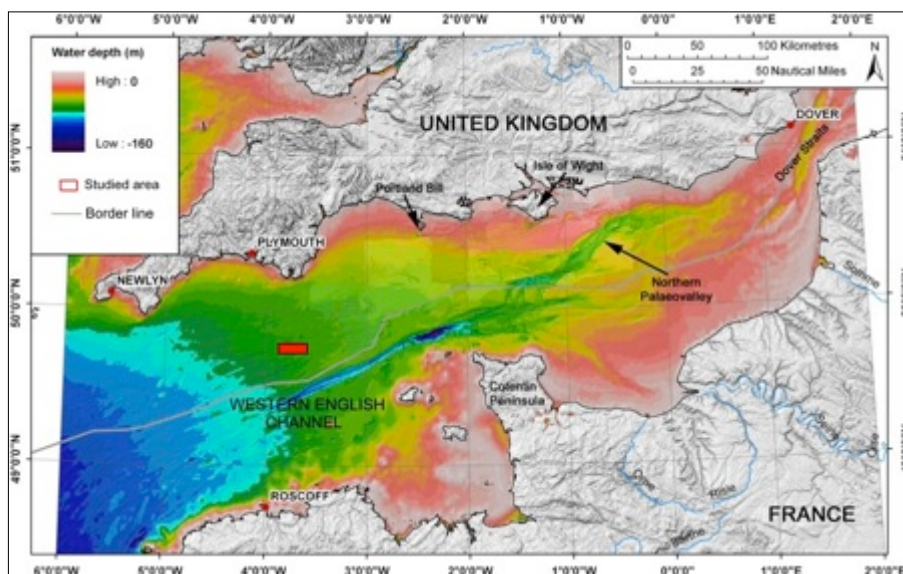 6°0'0"W 5°0'0"W 4°0'0"W 3°0'0"W 2°0'0"W 1°0'0"W 0°0'0" 1°0'0"E 2°0'0"E
Water depth (m)
High : 0
Low : -160
Studied area
Border line
0 50 100 Kilometres
0 25 50 Nautical Miles
N
51°0'0"N
50°0'0"N
49°0'0"N
UNITED KINGDOM
DOVER
Dover Straits
Isle of Wight
Portland Bill
PLYMOUTH
NEWLYN
Northern
Palaeovalley
Somme
WESTERN ENGLISH
CHANNEL
Cotentin
Peninsula
ROSCOFF
Orne
Risle
Oise
FRANCE
6°0'0"W 5°0'0"W 4°0'0"W 3°0'0"W 2°0'0"W 1°0'0"W 0°0'0" 1°0'0"E 2°0'0"E